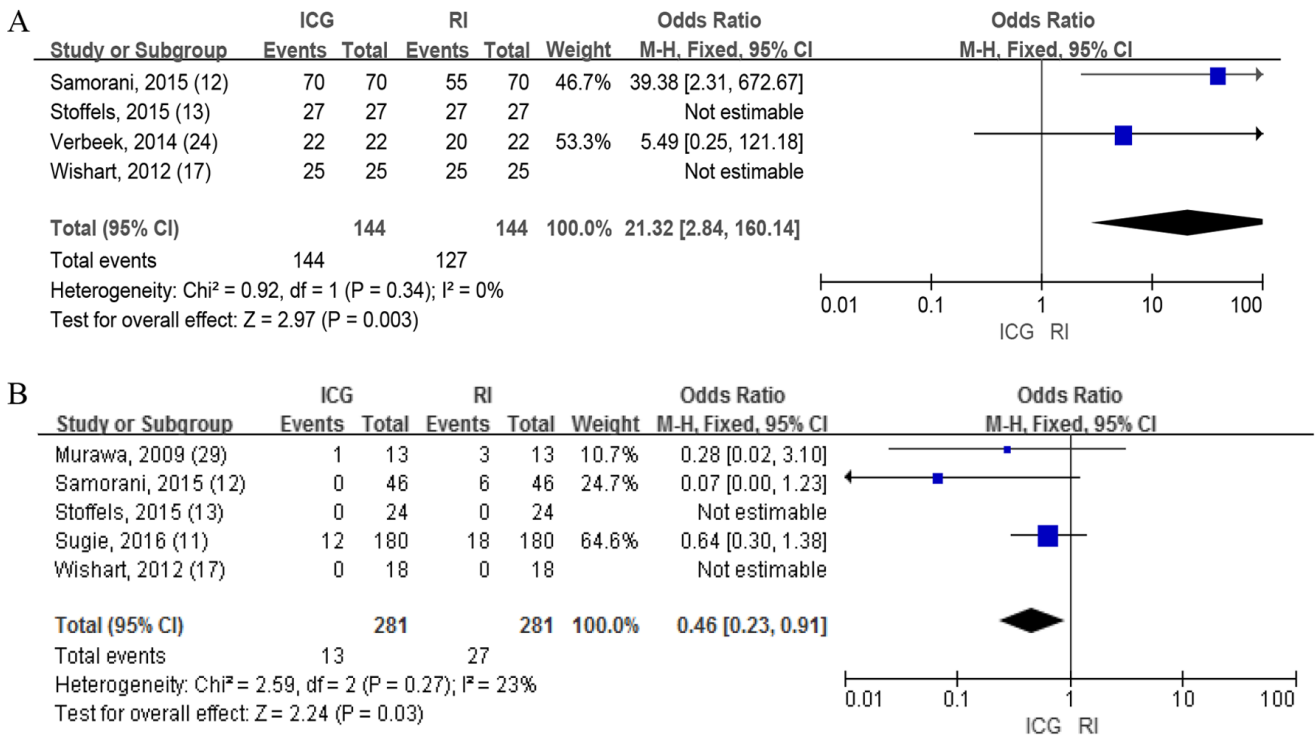 A
ICG RI Odds Ratio Odds Ratio
Study or Subgroup Events Total Events Total Weight M-H, Fixed, 95% CI M-H, Fixed, 95% CI
Samorani, 2015 (12) 70 70 55 70 46.7% 39.38 [2.31, 672.67]
Stoffels, 2015 (13) 27 27 27 27 Not estimable
Verbeek, 2014 (24) 22 22 20 22 53.3% 5.49 [0.25, 121.18]
Wishart, 2012 (17) 25 25 25 25 Not estimable
Total (95% CI) 144 144 100.0% 21.32 [2.84, 160.14]
Total events 144 127
Heterogeneity: Chi² = 0.92, df = 1 (P = 0.34); I² = 0%
Test for overall effect: Z = 2.97 (P = 0.003)
0.01 0.1 1 10 100
ICG RI
B
ICG RI Odds Ratio Odds Ratio
Study or Subgroup Events Total Events Total Weight M-H, Fixed, 95% CI M-H, Fixed, 95% CI
Murawa, 2009 (29) 1 13 3 13 10.7% 0.28 [0.02, 3.10]
Samorani, 2015 (12) 0 46 6 46 24.7% 0.07 [0.00, 1.23]
Stoffels, 2015 (13) 0 24 0 24 Not estimable
Sugie, 2016 (11) 12 180 18 180 64.6% 0.64 [0.30, 1.38]
Wishart, 2012 (17) 0 18 0 18 Not estimable
Total (95% CI) 281 281 100.0% 0.46 [0.23, 0.91]
Total events 13 27
Heterogeneity: Chi² = 2.59, df = 2 (P = 0.27); I² = 23%
Test for overall effect: Z = 2.24 (P = 0.03)
0.01 0.1 1 10 100
ICG RI